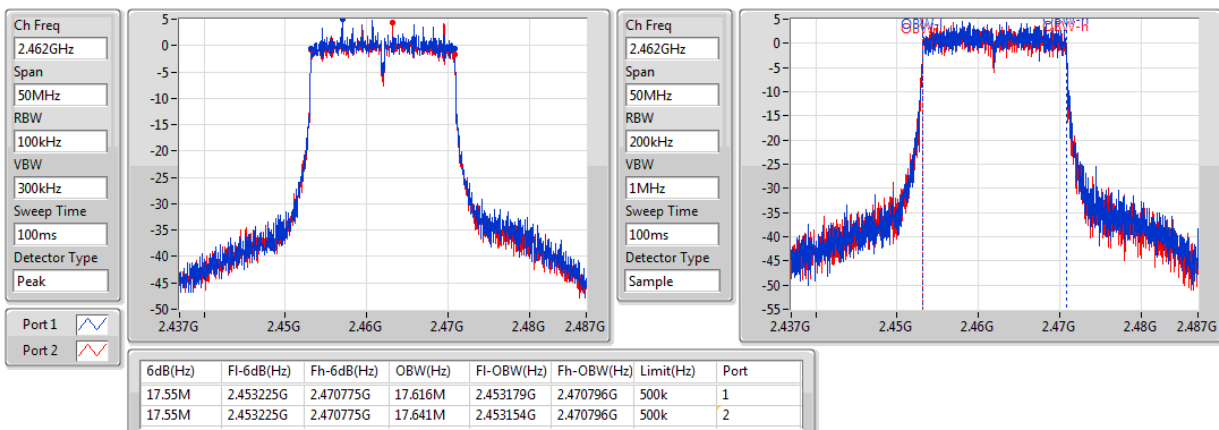 Ch Freq
2.462GHz
Span
50MHz
RBW
100kHz
VBW
300kHz
Sweep Time
100ms
Detector Type
Peak
Port 1
Port 2
5
0
-5
-10
-15
-20
-25
-30
-35
-40
-45
-50
2.437G 2.45G 2.46G 2.47G 2.48G 2.487G
Ch Freq
2.462GHz
Span
50MHz
RBW
200kHz
VBW
1MHz
Sweep Time
100ms
Detector Type
Sample
5
0
-5
-10
-15
-20
-25
-30
-35
-40
-45
-50
-55
2.437G 2.45G 2.46G 2.47G 2.48G 2.487G
6dB(Hz) Fl-6dB(Hz) Fh-6dB(Hz) OBW(Hz) Fl-OBW(Hz) Fh-OBW(Hz) Limit(Hz) Port
17.55M 2.453225G 2.470775G 17.616M 2.453179G 2.470796G 500k 1
17.55M 2.453225G 2.470775G 17.641M 2.453154G 2.470796G 500k 2